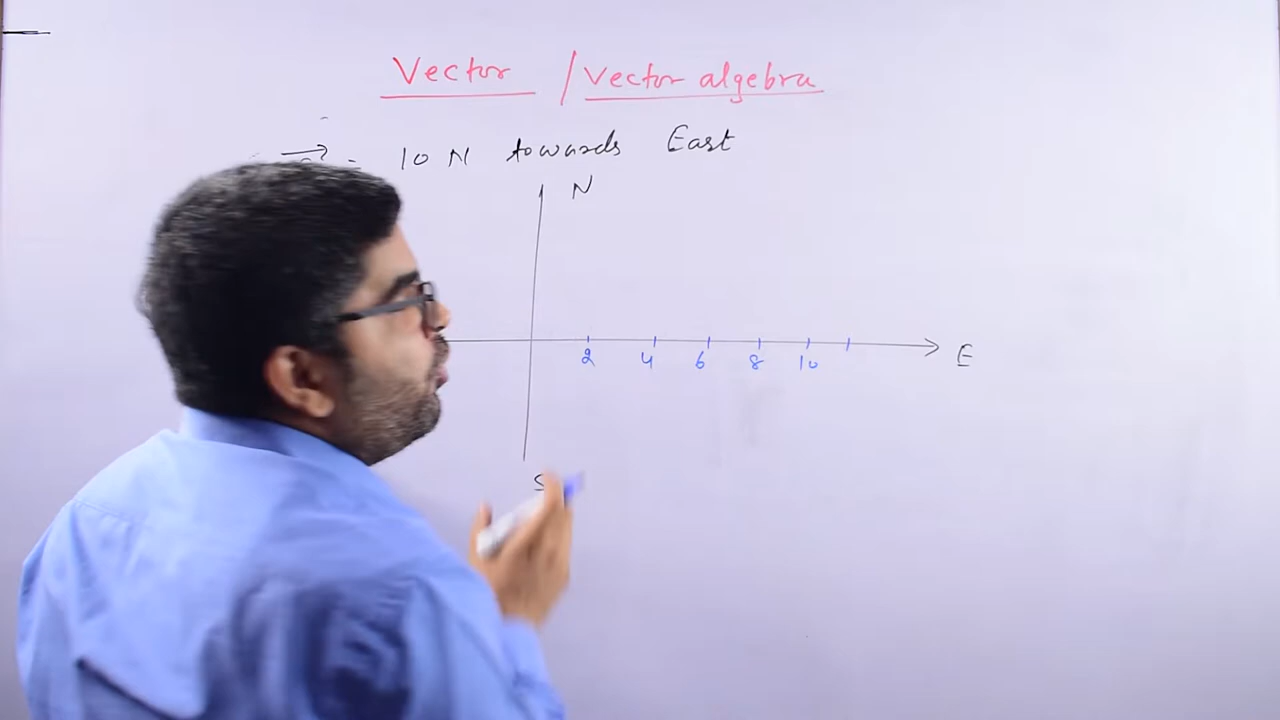 Vector / Vector algebra
= 10 N towards East
N
E
2 4 6 8 10
S